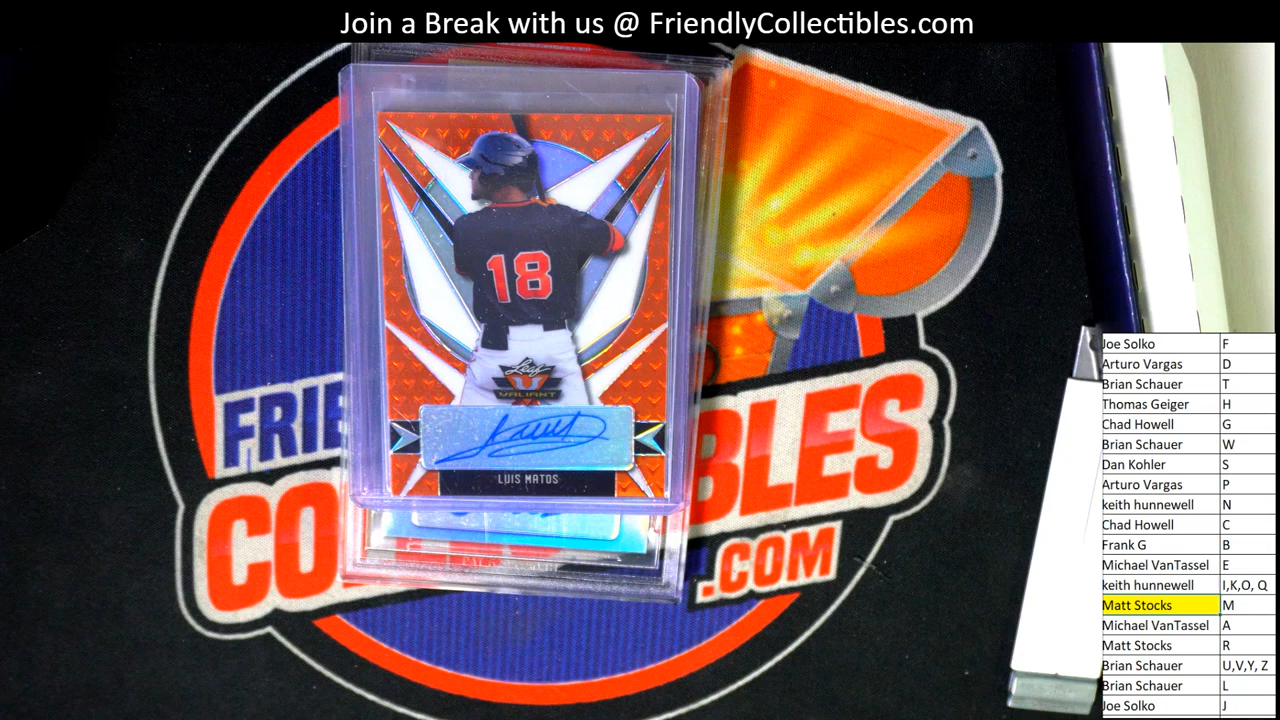 Join a Break with us @ FriendlyCollectibles.com
18
Leaf
VALIANT
LUIS MATOS
FRIE
CO
BLES
.COM
Joe Solko F
Arturo Vargas D
Brian Schauer T
Thomas Geiger H
Chad Howell G
Brian Schauer W
Dan Kohler S
Arturo Vargas P
keith hunnewell N
Chad Howell C
Frank G B
Michael VanTassel E
keith hunnewell I,K,O, Q
Matt Stocks M
Michael VanTassel A
Matt Stocks R
Brian Schauer U,V,Y, Z
Brian Schauer L
Joe Solko J